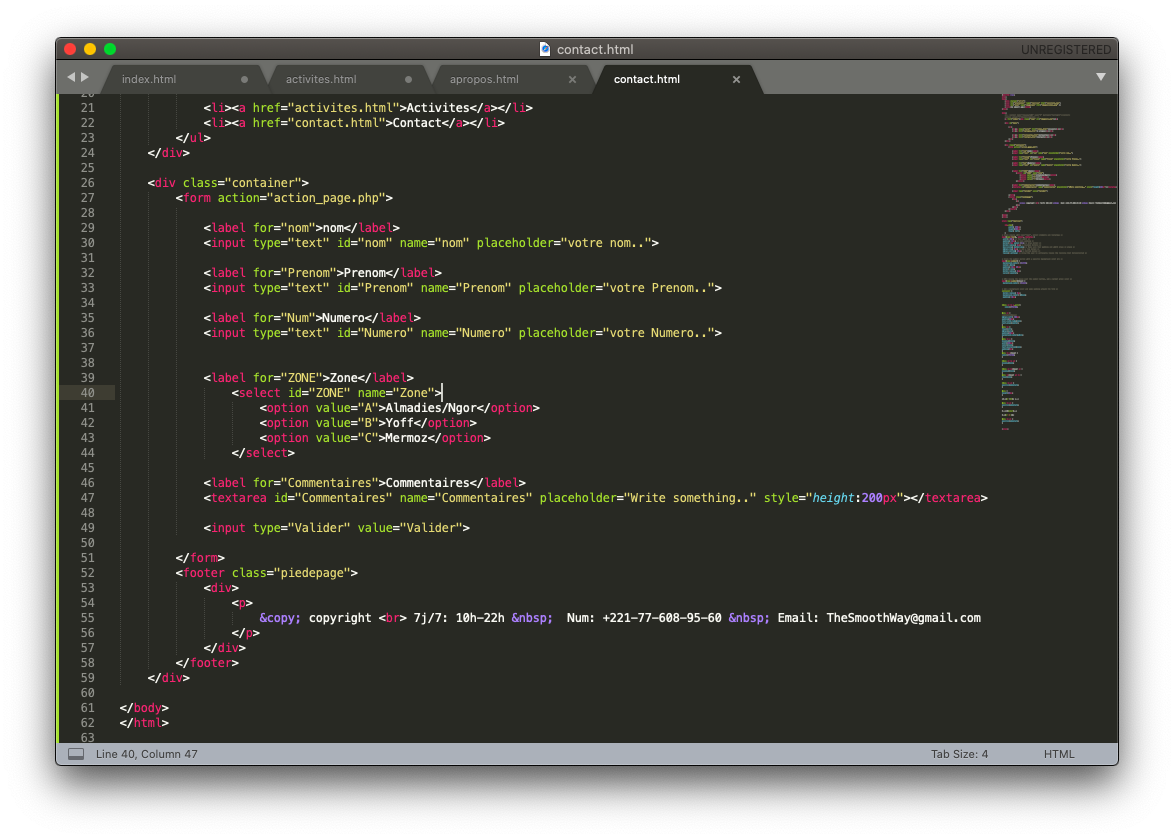 contact.html
UNREGISTERED
index.html
activites.html
apropos.html
contact.html
21 <li><a href="activites.html">Activites</a></li>
22 <li><a href="contact.html">Contact</a></li>
23 </ul>
24 </div>
25
26 <div class="container">
27 <form action="action_page.php">
28
29 <label for="nom">nom</label>
30 <input type="text" id="nom" name="nom" placeholder="votre nom..">
31
32 <label for="Prenom">Prenom</label>
33 <input type="text" id="Prenom" name="Prenom" placeholder="votre Prenom..">
34
35 <label for="Num">Numero</label>
36 <input type="text" id="Numero" name="Numero" placeholder="votre Numero..">
37
38
39 <label for="ZONE">Zone</label>
40 <select id="ZONE" name="Zone">
41 <option value="A">Almadies/Ngor</option>
42 <option value="B">Yoff</option>
43 <option value="C">Mermoz</option>
44 </select>
45
46 <label for="Commentaires">Commentaires</label>
47 <textarea id="Commentaires" name="Commentaires" placeholder="Write something.." style="height:200px"></textarea>
48
49 <input type="Valider" value="Valider">
50
51 </form>
52 <footer class="piedepage">
53 <div>
54 <p>
55 &copy; copyright <br> 7j/7: 10h-22h &nbsp;  Num: +221-77-608-95-60 &nbsp; Email: TheSmoothWay@gmail.com
56 </p>
57 </div>
58 </footer>
59 </div>
60
61 </body>
62 </html>
63
Line 40, Column 47
Tab Size: 4
HTML